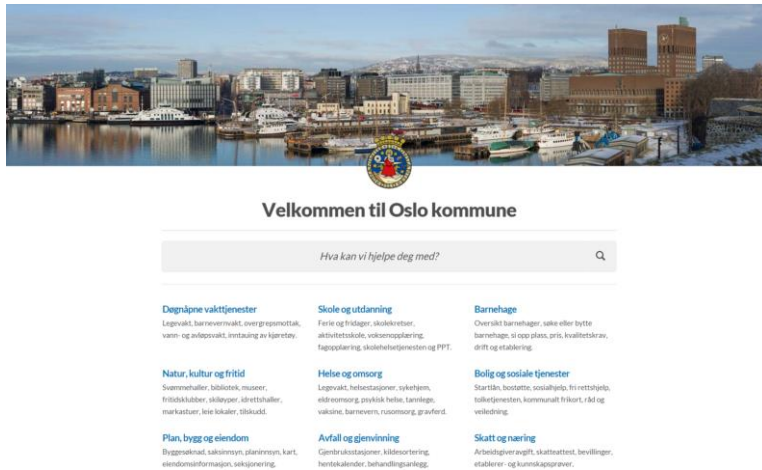 Velkommen til Oslo kommune
Hva kan vi hjelpe deg med?
Døgnåpne vakttjenester
Legevakt, barnevernvakt, overgrepsmottak,
vann- og avløpsvakt, inntauing av kjøretøy.
Skole og utdanning
Ferie og fridager, skolekretser,
aktivitetsskole, voksenopplæring,
fagopplæring, skolehelsetjenesten og PPT.
Barnehage
Oversikt barnehager, søke eller bytte
barnehage, si opp plass, pris, kvalitetskrav,
drift og etablering.
Natur, kultur og fritid
Svømmehaller, bibliotek, museer,
fritidsklubber, skiløyper, idrettshaller,
markastuer, leie lokaler, tilskudd.
Helse og omsorg
Legevakt, helsestasjoner, sykehjem,
eldreomsorg, psykisk helse, tannlege,
vaksine, barnevern, rusomsorg, gravferd.
Bolig og sosiale tjenester
Startlån, bostøtte, sosialhjelp, fri rettshjelp,
tolketjenesten, kommunalt frikort, råd og
veiledning.
Plan, bygg og eiendom
Byggesøknad, saksinnsyn, planinnsyn, kart,
eiendomsinformasjon, seksjonering,
Avfall og gjenvinning
Gjenbruksstasjoner, kildesortering,
hentekalender, behandlingsanlegg,
Skatt og næring
Arbeidsgiveravgift, skatteattest, bevillinger,
etablerer- og kunnskapsprøver.